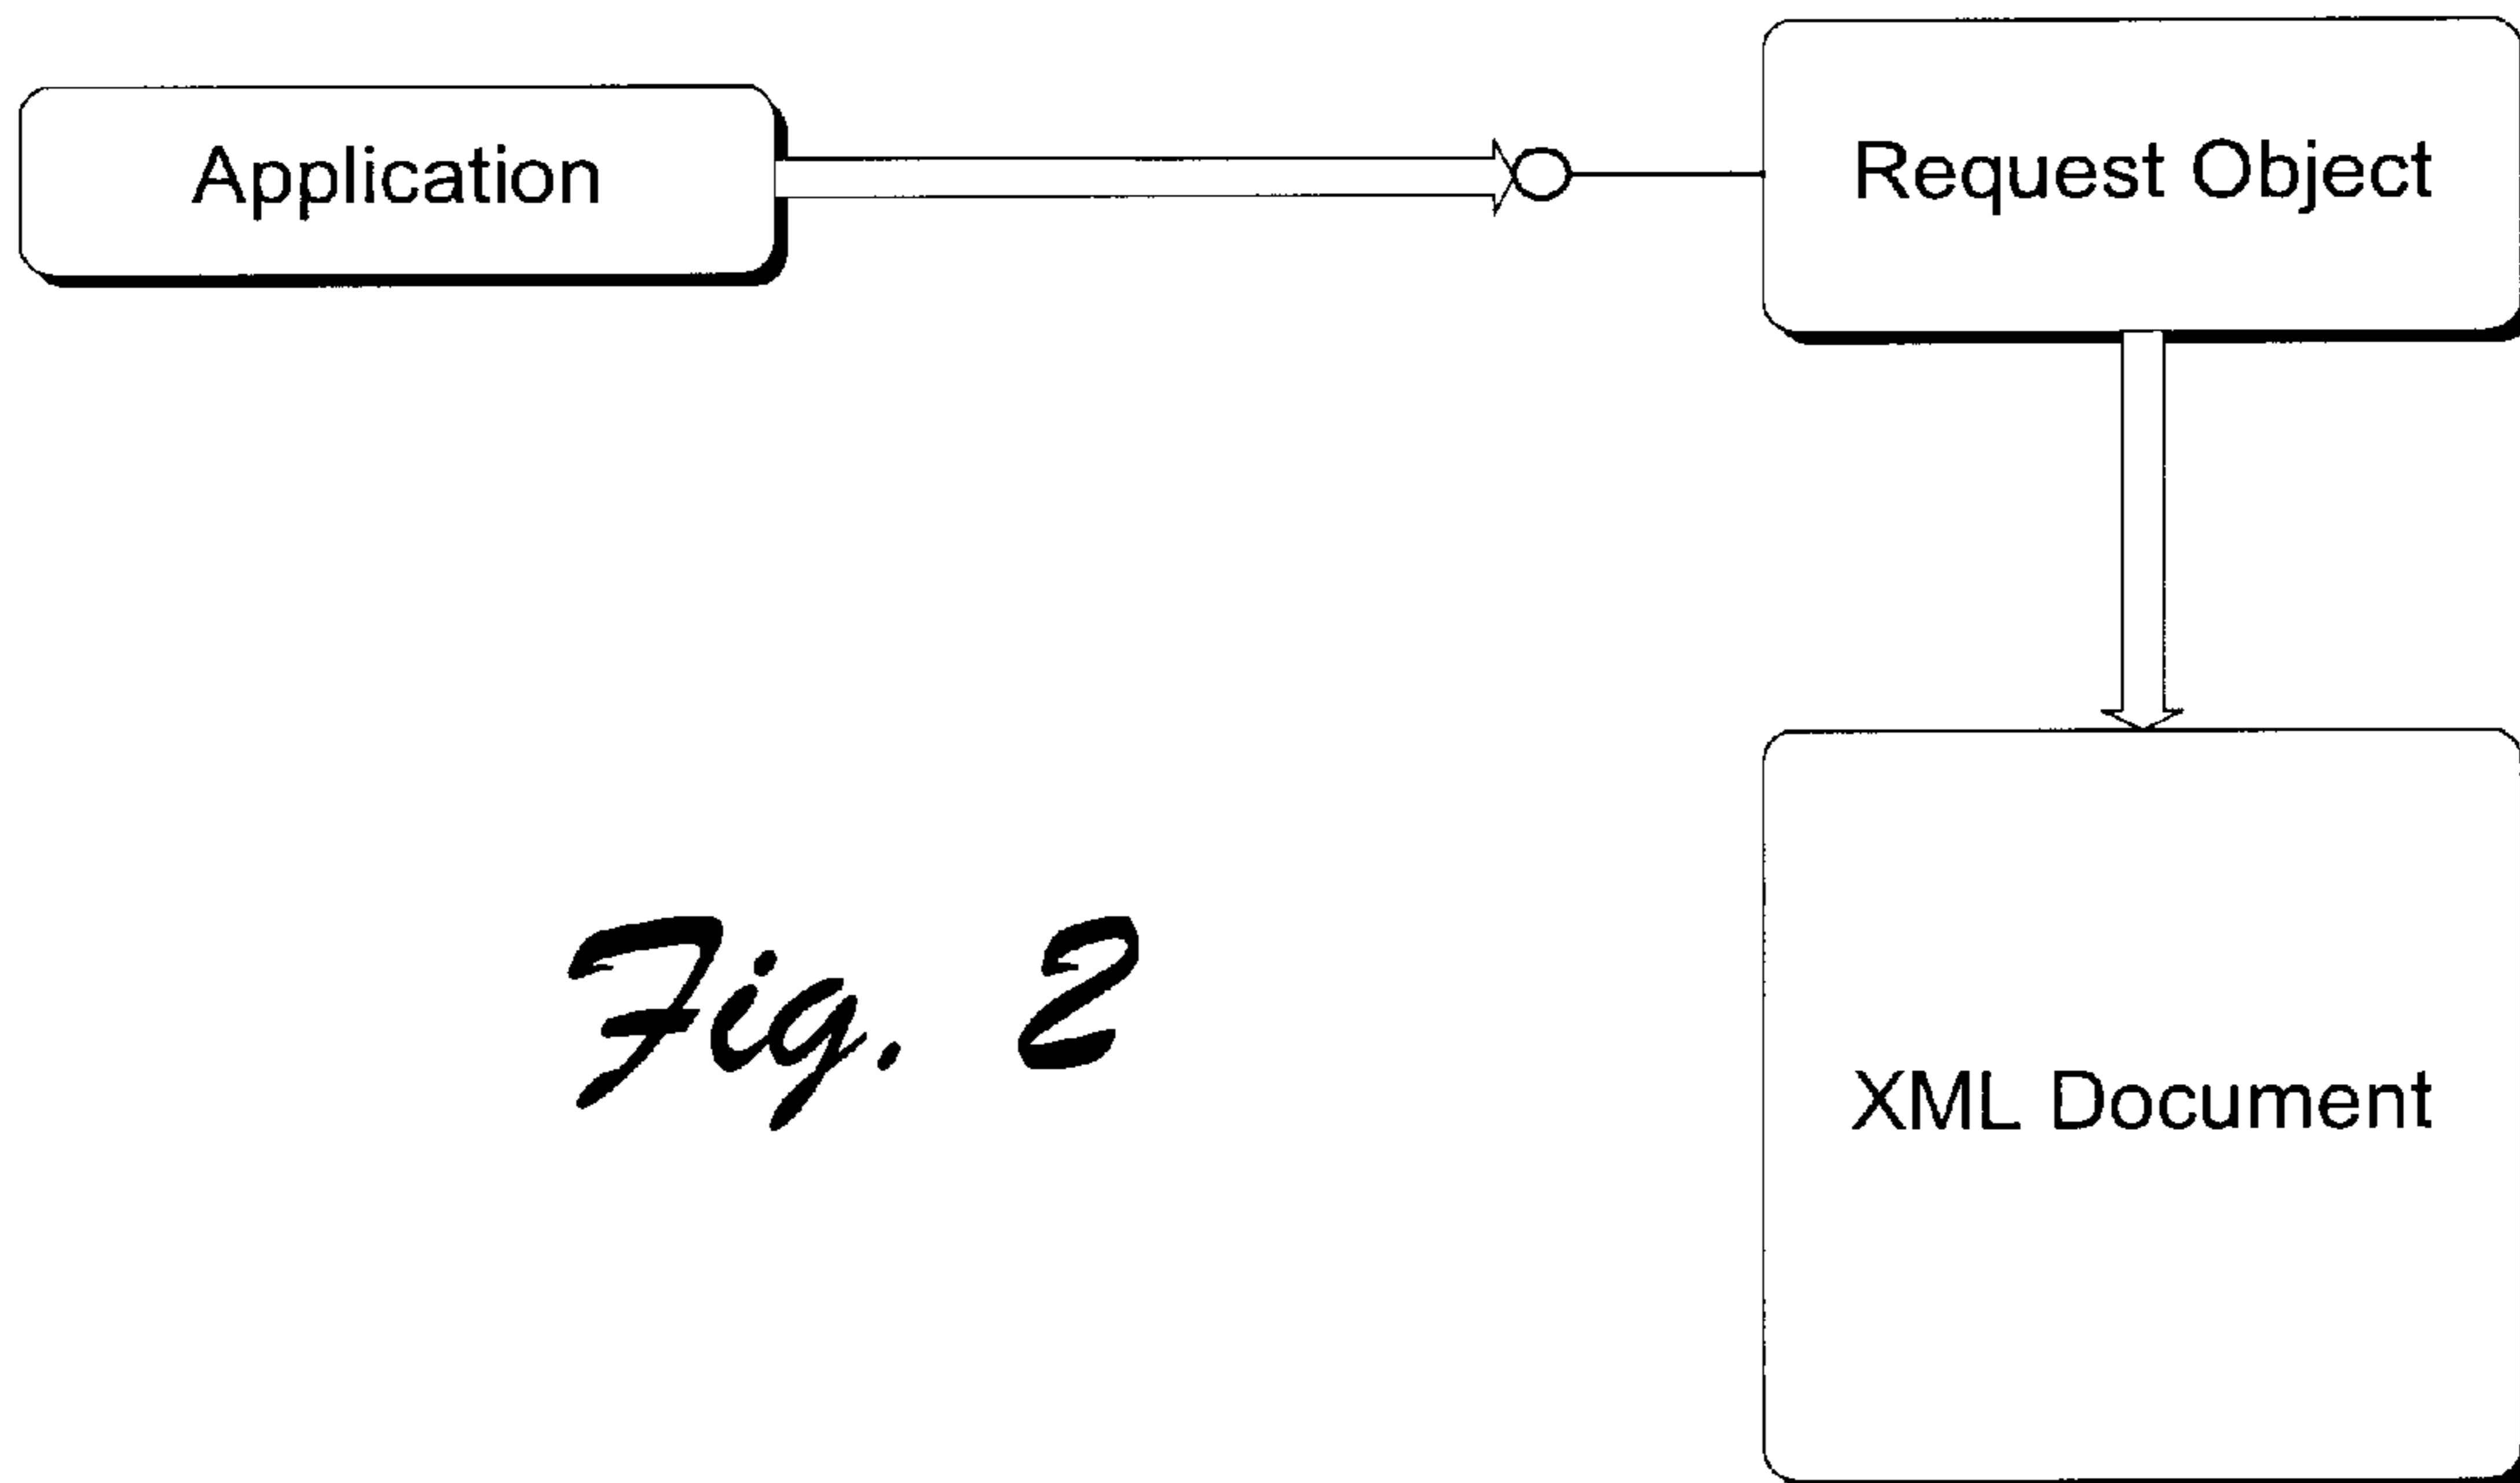 Application
Request Object
XML Document
Fig. 2